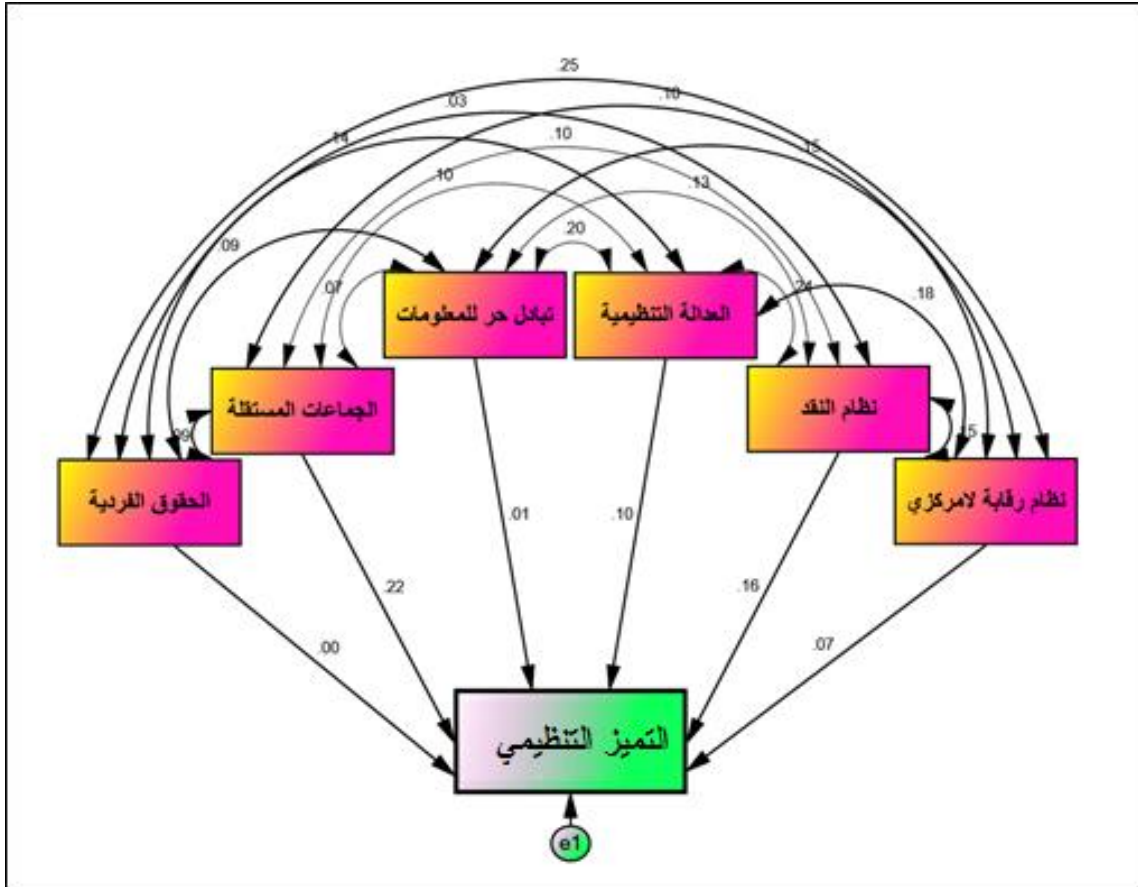 .25
.03
.10
.14
.10
.15
.10
.13
.20
.09
.07
.24
.18
تبادل حر للمعلومات
العدالة التنظيمية
الجماعات المستقلة
نظام النقد
.09
.15
الحقوق الفردية
نظام رقابة لامركزي
.01
.10
.22
.16
.00
.07
التميز التنظيمي
e1